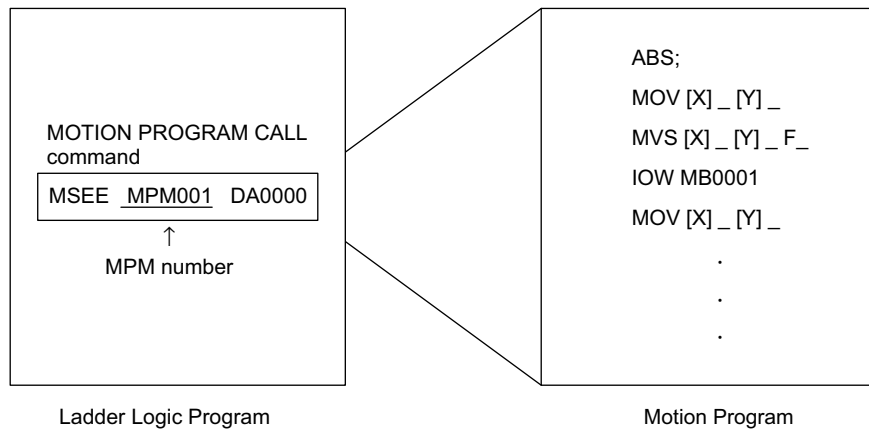 MOTION PROGRAM CALL
command
MSEE MPM001 DA0000
↑
MPM number
Ladder Logic Program
ABS;
MOV [X] _ [Y] _
MVS [X] _ [Y] _ F_
IOW MB0001
MOV [X] _ [Y] _
.
.
.
Motion Program